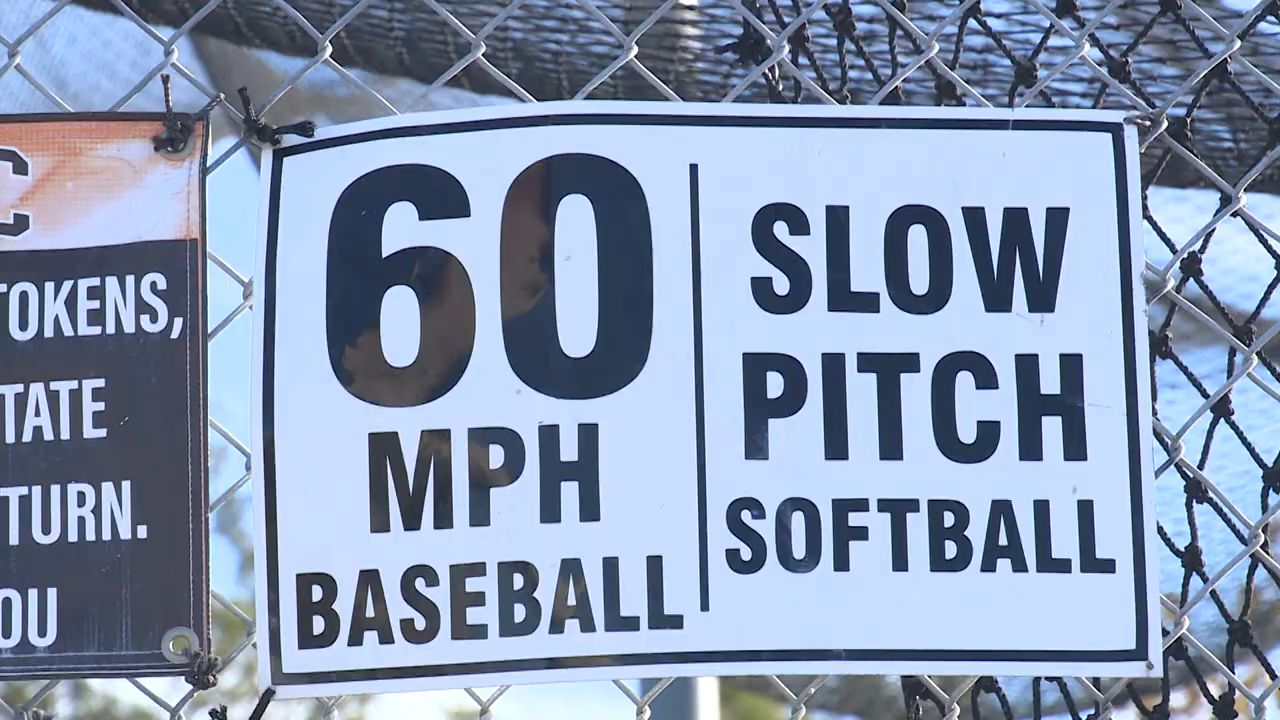 C
TOKENS,
TATE
TURN.
OU
60
MPH
BASEBALL
SLOW
PITCH
SOFTBALL